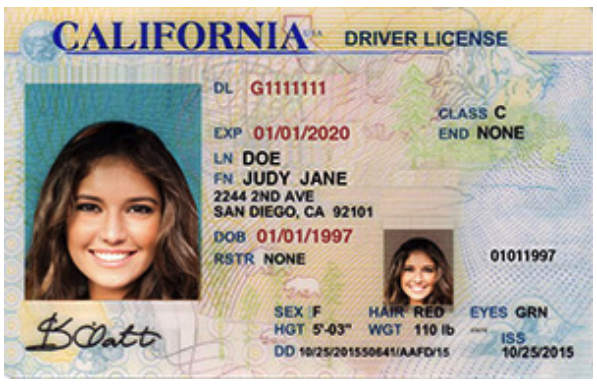 CALIFORNIA USA DRIVER LICENSE
DL G1111111
CLASS C
EXP 01/01/2020 END NONE
LN DOE
FN JUDY JANE
2244 2ND AVE
SAN DIEGO, CA 92101
DOB 01/01/1997
RSTR NONE 01011997
SEX F HAIR RED EYES GRN
HGT 5'-03" WGT 110 lb ISS
DD 10/25/201550641/AAFD/15 10/25/2015